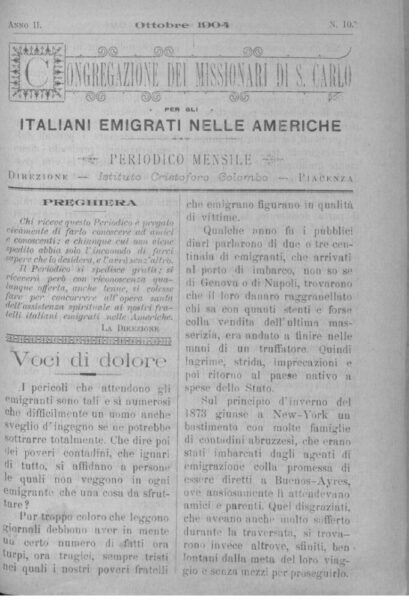 ANNO II.
Ottobre 1904
N. 10.°
CONGREGAZIONE DEI MISSIONARI DI S. CARLO
PER GLI
ITALIANI EMIGRATI NELLE AMERICHE
PERIODICO MENSILE
DIREZIONE — Istituto Cristoforo Colombo — PIACENZA
PREGHIERA
Chi riceve questo Periodico è pregato
vivamente di farlo conoscere ad amici
e conoscenti; e chiunque cui non viene
spedito abbia solo l'incomodo di farci
sapere che lo desidera, e l'avrà senz'altro.
Il Periodico si spedisce gratis; si
riceverà però con riconoscenza qua-
lunque offerta, anche tenue, si volesse
fare per concorrere all'opera santa
dell'assistenza spirituale ai nostri fra-
telli italiani emigrati nelle Americhe.
LA DIREZIONE
Voci di dolore
I pericoli che attendono gli
emigranti sono tali e sì numerosi
che difficilmente un uomo anche
sveglio d'ingegno se ne potrebbe
sottrarre totalmente. Che dire poi
dei poveri contadini, che ignari
di tutto, si affidano a persone
le quali non veggono in ogni
emigrante che una cosa da sfrut-
tare?
Pur troppo coloro che leggono
giornali debbono aver in mente
un certo numero di fatti ora
turpi, ora tragici, sempre tristi
nei quali i nostri poveri fratelli
che emigrano figurano in qualità
di vittime.
Qualche anno fa i pubblici
diari parlarono di due o tre cen-
tinaia di emigranti, che arrivati
al porto di imbarco, non so se
di Genova o di Napoli, trovarono
che il loro danaro raggranellato
chi sa con quanti stenti e forse
colla vendita dell'ultima mas-
serizia, era andato a finire nelle
mani di un truffatore. Quindi
lagrime, strida, imprecazioni e
poi ritorno al paese nativo a
spese dello Stato.
Sul principio d'inverno del
1873 giunse a New-York un
bastimento con molte famiglie
di contadini abruzzesi, che erano
stati imbarcati dagli agenti di
emigrazione colla promessa di
essere diretti a Buenos-Ayres,
ove ansiosamente li attendevano
amici e parenti. Quei disgraziati,
che aveano anche molto sofferto
durante la traversata, si trova-
rono invece altrove, sfiniti, ben
lontani dalla meta del loro viag-
gio e senza mezzi per proseguirlo.